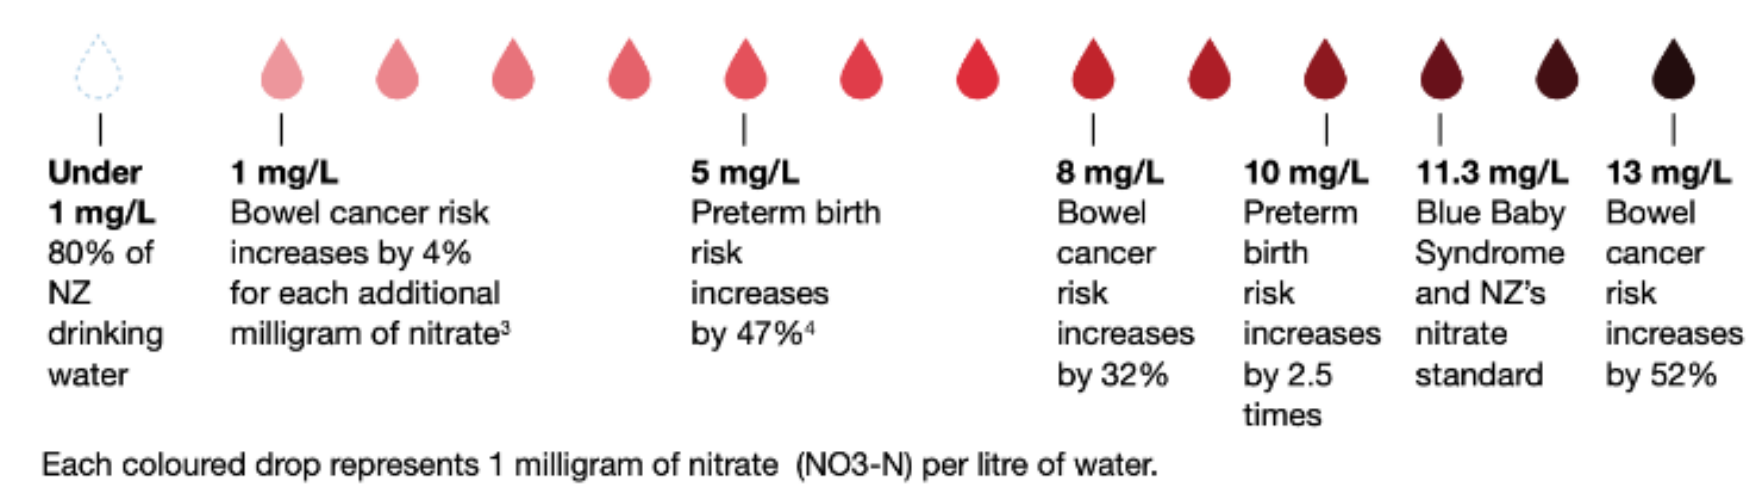 Under
1 mg/L
80% of
NZ
drinking
water
1 mg/L
Bowel cancer risk
increases by 4%
for each additional
milligram of nitrate³
5 mg/L
Preterm birth
risk
increases
by 47%⁴
8 mg/L
Bowel
cancer
risk
increases
by 32%
10 mg/L
Preterm
birth
risk
increases
by 2.5
times
11.3 mg/L
Blue Baby
Syndrome
and NZ's
nitrate
standard
13 mg/L
Bowel
cancer
risk
increases
by 52%
Each coloured drop represents 1 milligram of nitrate  (NO3-N) per litre of water.